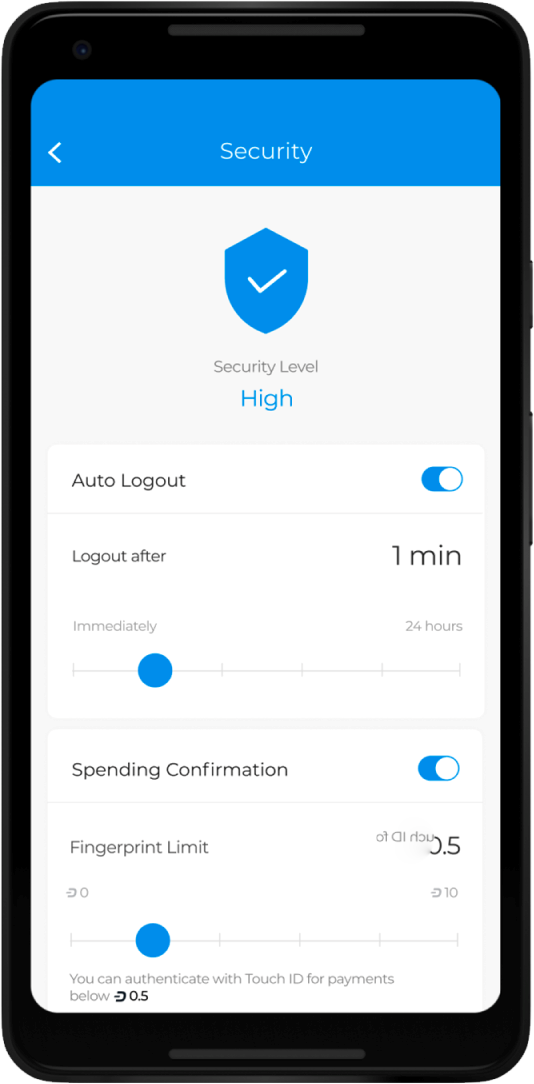 Security
Security Level
High
Auto Logout
Logout after
1 min
Immediately
24 hours
Spending Confirmation
Fingerprint Limit
0.5
0
10
You can authenticate with Touch ID for payments
below 0.5